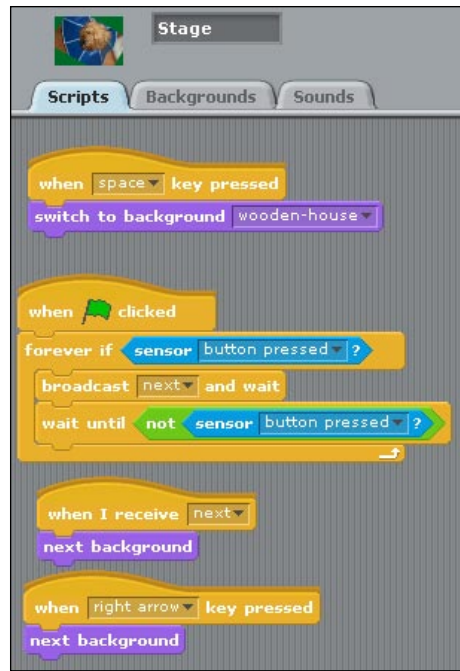 Stage
Scripts Backgrounds Sounds
when space key pressed
switch to background wooden-house
when clicked
forever if sensor button pressed ?
broadcast next and wait
wait until not sensor button pressed ?
when I receive next
next background
when right arrow key pressed
next background